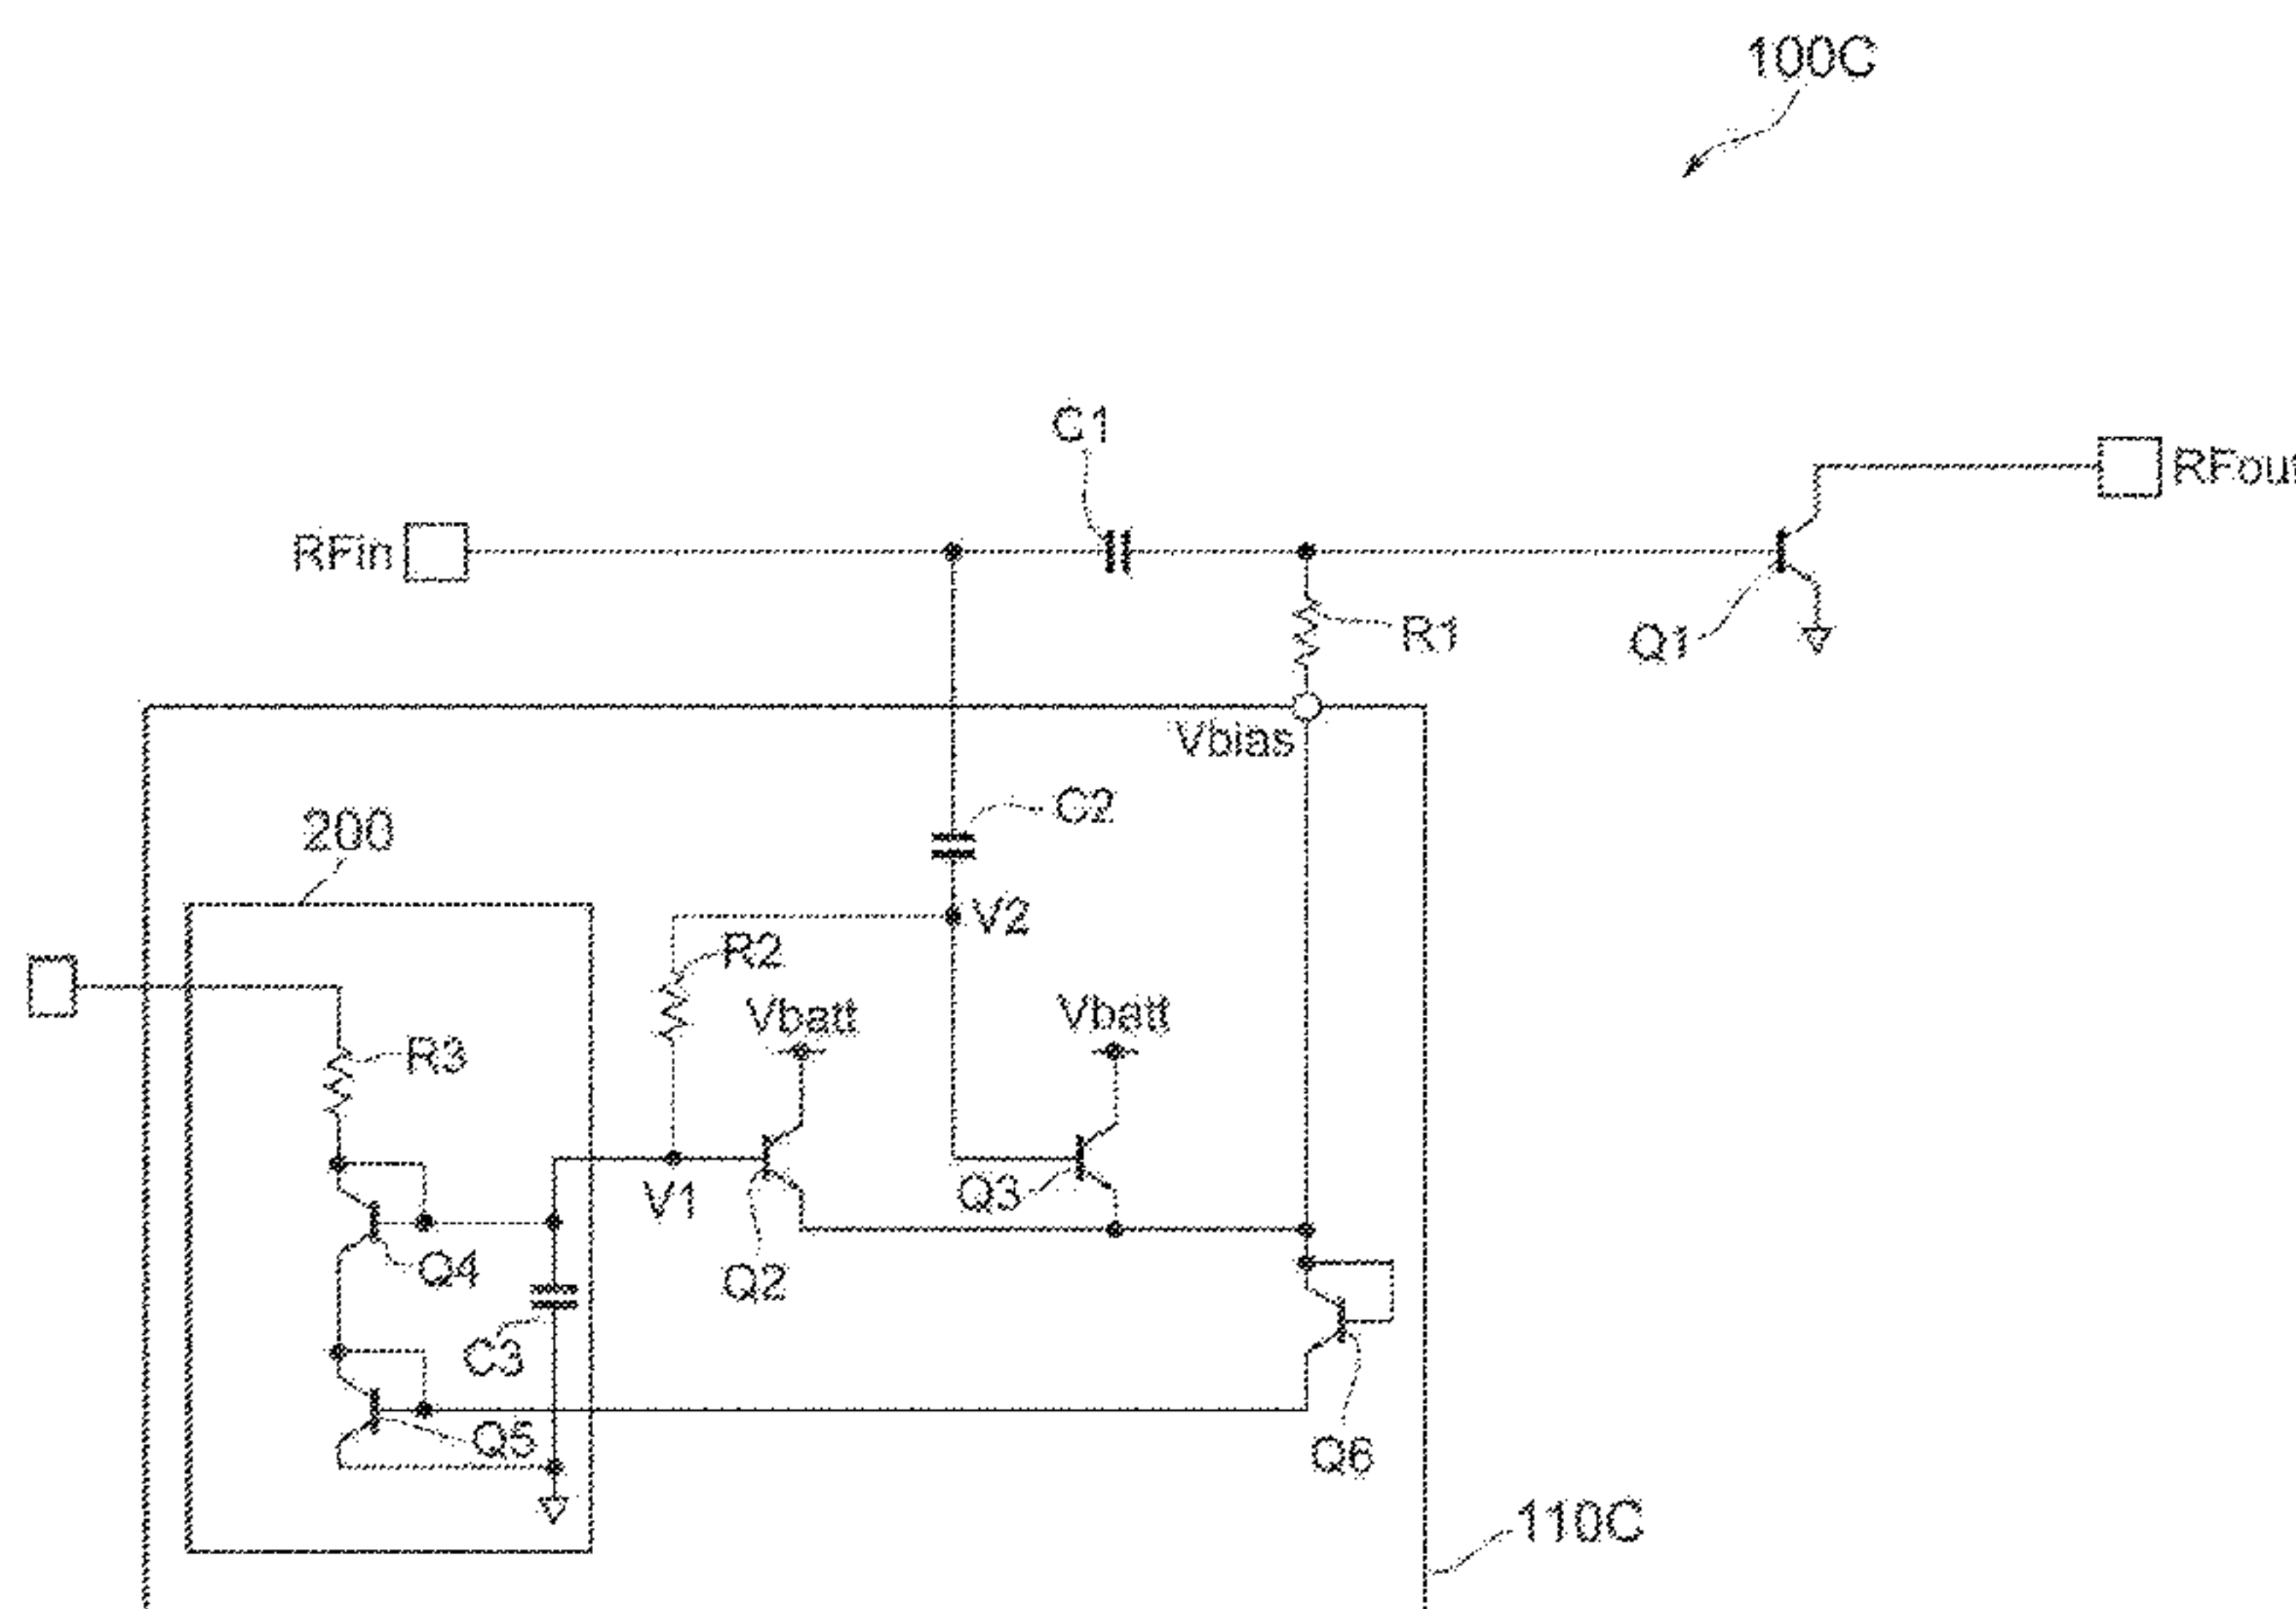 100C
C1
RFout
RFin
R1
Q1
Vbias
C2
200
V2
R2
Vbatt
Vbatt
R3
V1
Q3
Q4
Q2
C3
Q5
Q6
110C